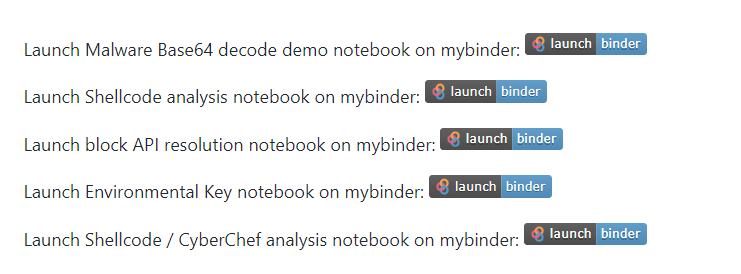 Launch Malware Base64 decode demo notebook on mybinder: launch binder
Launch Shellcode analysis notebook on mybinder: launch binder
Launch block API resolution notebook on mybinder: launch binder
Launch Environmental Key notebook on mybinder: launch binder
Launch Shellcode / CyberChef analysis notebook on mybinder: launch binder